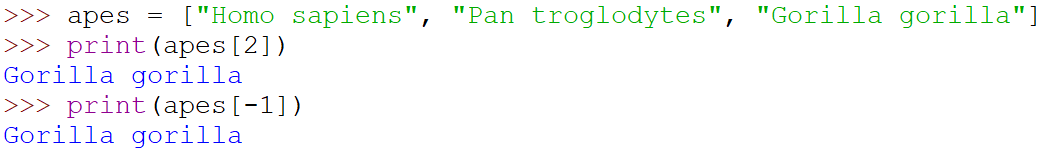 >>> apes = ["Homo sapiens", "Pan troglodytes", "Gorilla gorilla"]
>>> print(apes[2])
Gorilla gorilla
>>> print(apes[-1])
Gorilla gorilla